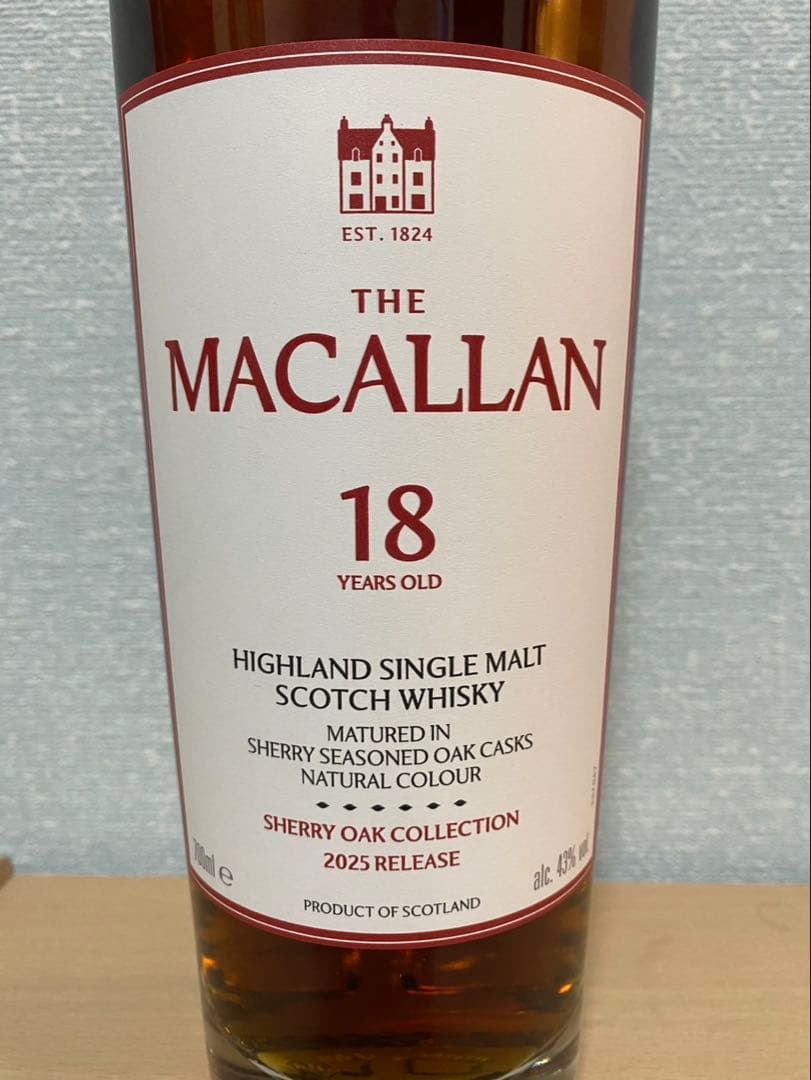 EST. 1824
THE
MACALLAN
18
YEARS OLD
HIGHLAND SINGLE MALT
SCOTCH WHISKY
MATURED IN
SHERRY SEASONED OAK CASKS
NATURAL COLOUR
SHERRY OAK COLLECTION
2025 RELEASE
700ml e
alc. 43% vol
PRODUCT OF SCOTLAND